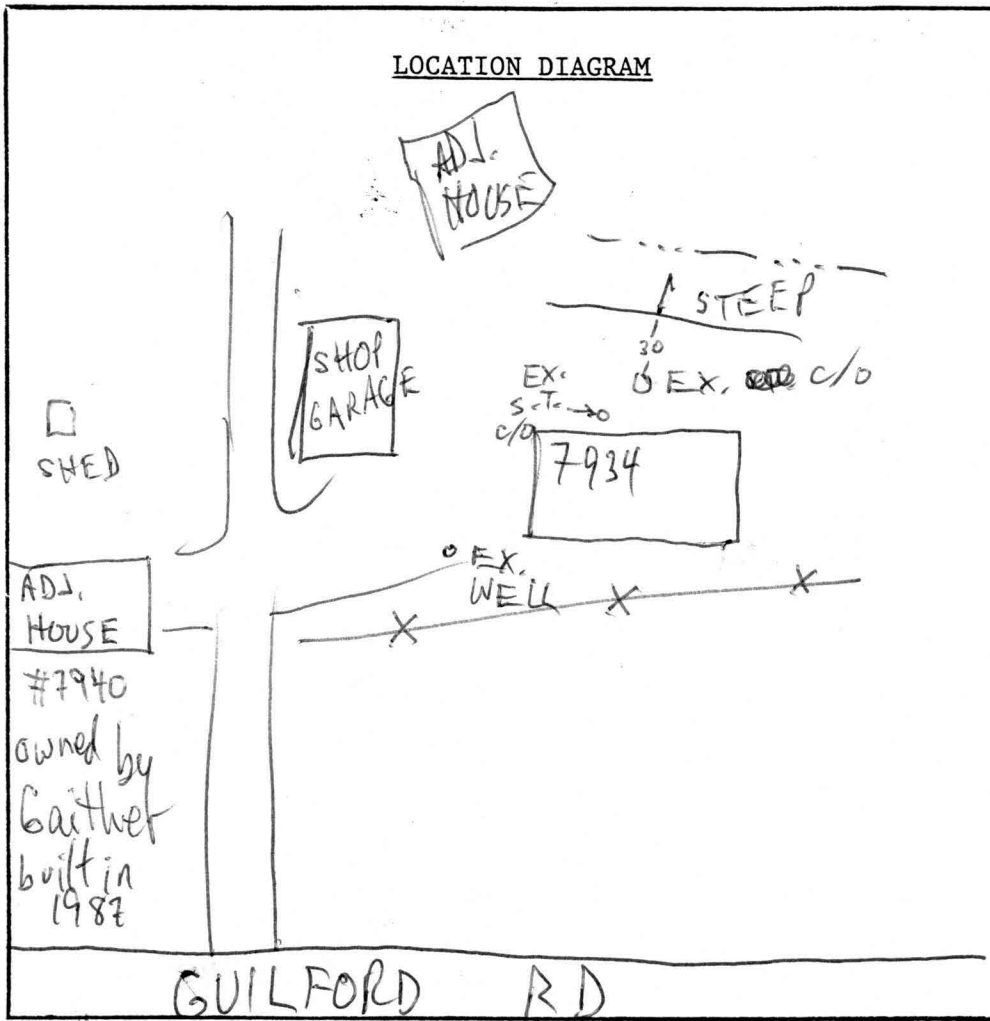 LOCATION DIAGRAM
ADJ.
HOUSE
STEEP
30
EX. c/o
SHOP
GARAGE
EX.
S.T.
c/o
7934
SHED
EX.
WELL
ADJ.
HOUSE
#7940
owned by
Gaither
built in
1987
GUILFORD RD